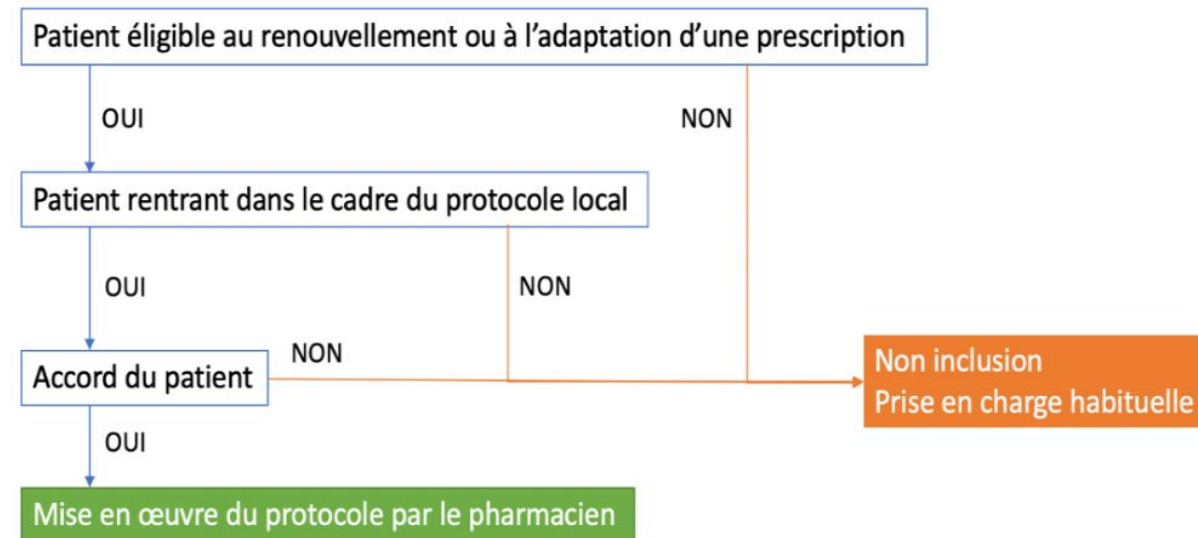 Patient éligible au renouvellement ou à l'adaptation d'une prescription
OUI
NON
Patient rentrant dans le cadre du protocole local
OUI
NON
NON
Accord du patient
Non inclusion
Prise en charge habituelle
OUI
Mise en œuvre du protocole par le pharmacien